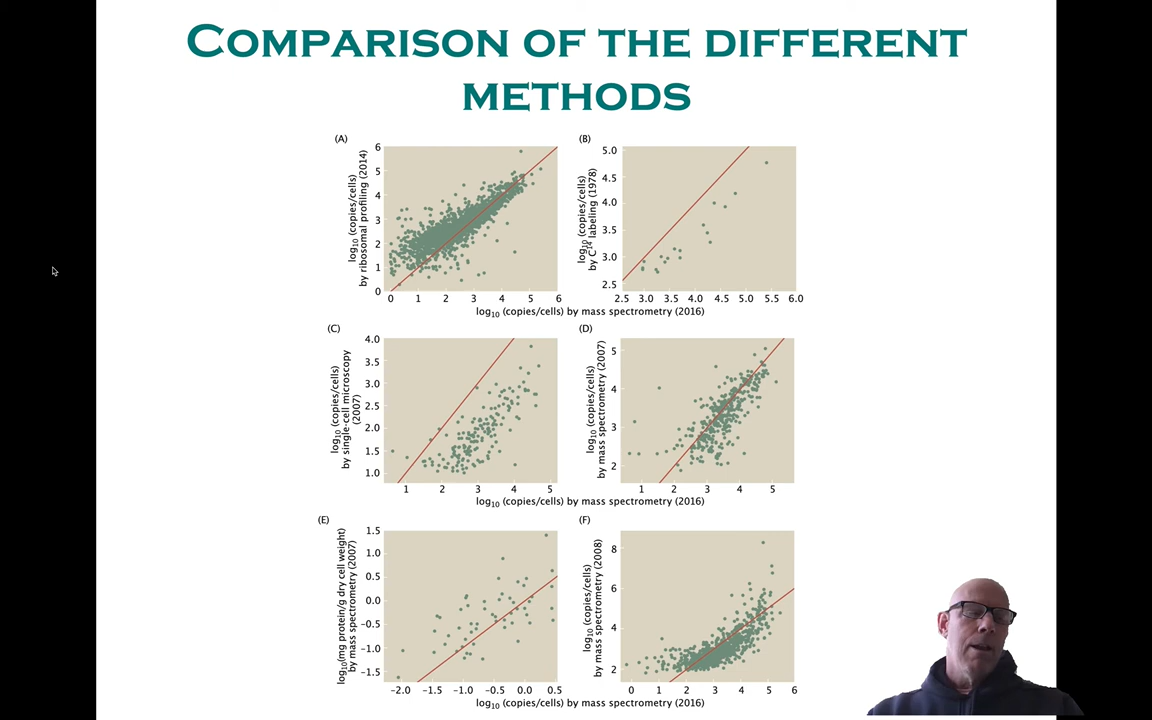 COMPARISON OF THE DIFFERENT
METHODS
(A)
log10 (copies/cells)
by ribosomal profiling (2014)
6
5
4
3
2
1
0
0 1 2 3 4 5 6
(B)
log10 (copies/cells)
by C14 labeling (1978)
5.0
4.5
4.0
3.5
3.0
2.5
2.5 3.0 3.5 4.0 4.5 5.0 5.5 6.0
log10 (copies/cells) by mass spectrometry (2016)
(C)
log10 (copies/cells)
by single-cell microscopy
(2007)
4.0
3.5
3.0
2.5
2.0
1.5
1.0
1 2 3 4 5
(D)
log10 (copies/cells)
by mass spectrometry (2007)
5
4
3
2
1 2 3 4 5
log10 (copies/cells) by mass spectrometry (2016)
(E)
log10(mg protein/g dry cell weight)
by mass spectrometry (2007)
1.5
1.0
0.5
0.0
−0.5
−1.0
−1.5
−2.0 −1.5 −1.0 −0.5 0.0 0.5
(F)
log10 (copies/cells)
by mass spectrometry (2008)
8
6
4
2
0 1 2 3 4 5 6
log10 (copies/cells) by mass spectrometry (2016)